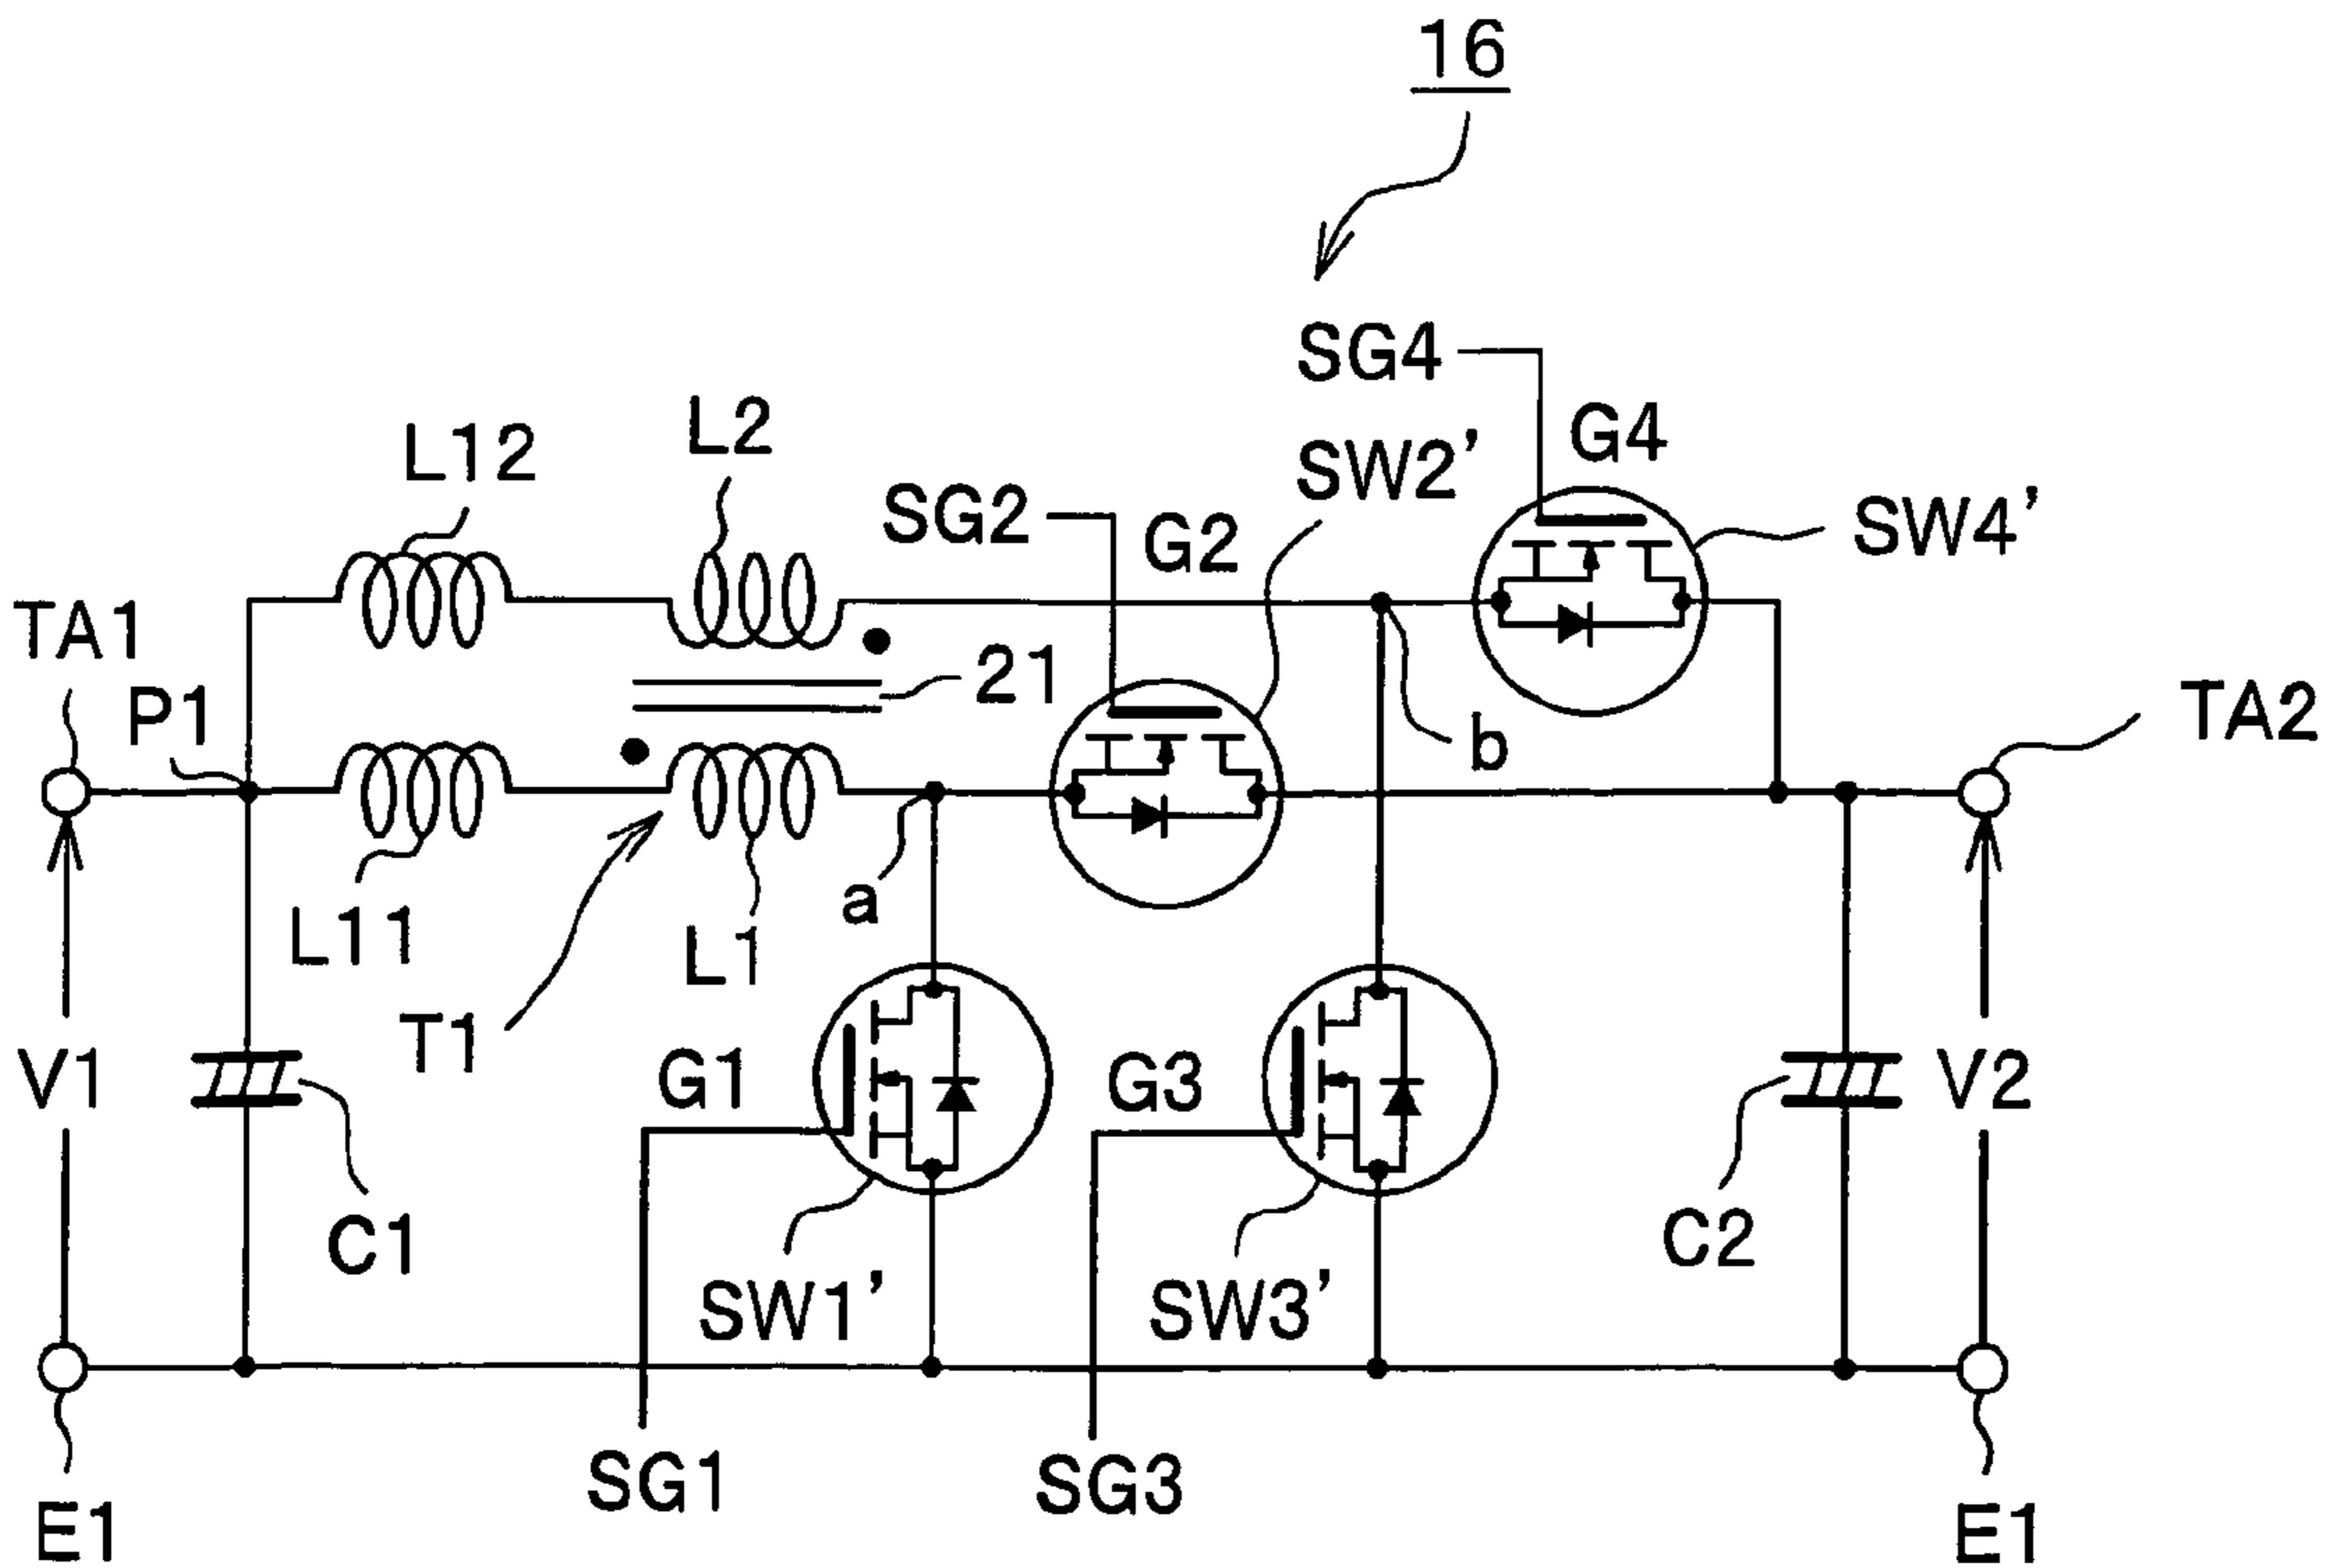 16
SG4
G4
L2
L12
SW2'
SG2
G2
SW4'
TA1
21
P1
TA2
b
a
L11
L1
T1
V1
G1
G3
V2
C1
C2
SW1'
SW3'
SG1
SG3
E1
E1